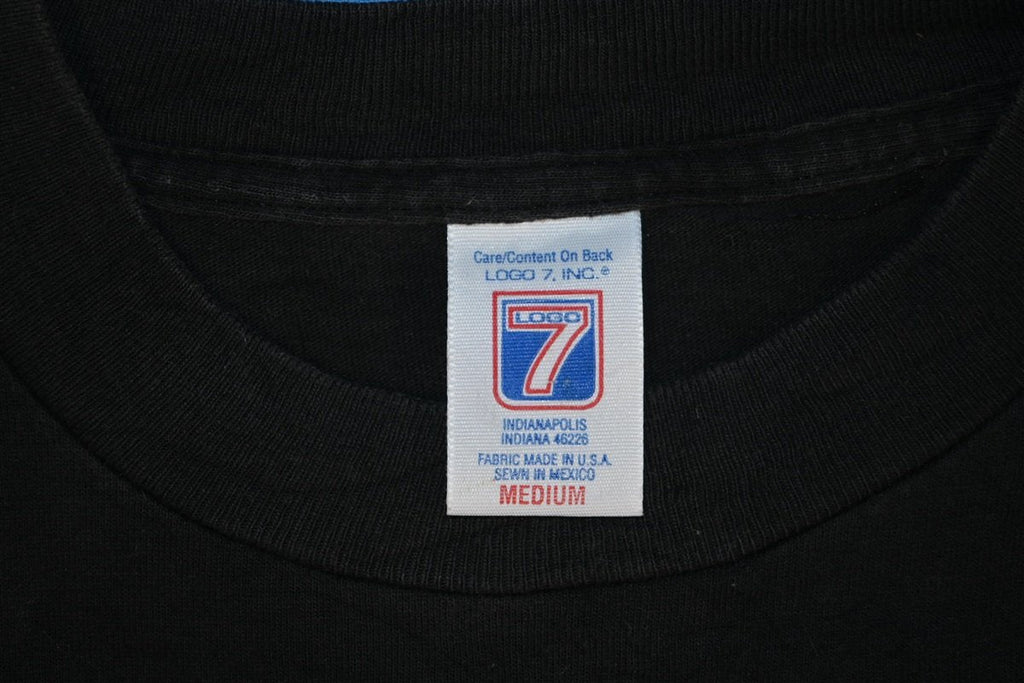 Care/Content On Back
LOGO 7, INC.®
LOGO
7
INDIANAPOLIS
INDIANA 46226
FABRIC MADE IN U.S.A.
SEWN IN MEXICO
MEDIUM